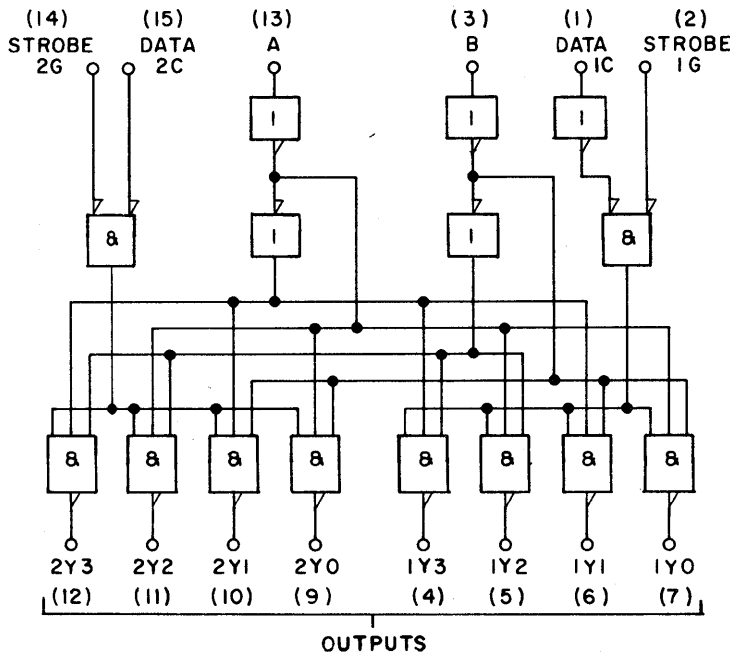 (14) (15) (13) (3) (1) (2)
STROBE DATA A B DATA STROBE
2G 2C 1C 1G
1 1 1
& 1 1 &
& & & & & & & &
2Y3 2Y2 2Y1 2Y0 1Y3 1Y2 1Y1 1Y0
(12) (11) (10) (9) (4) (5) (6) (7)
OUTPUTS